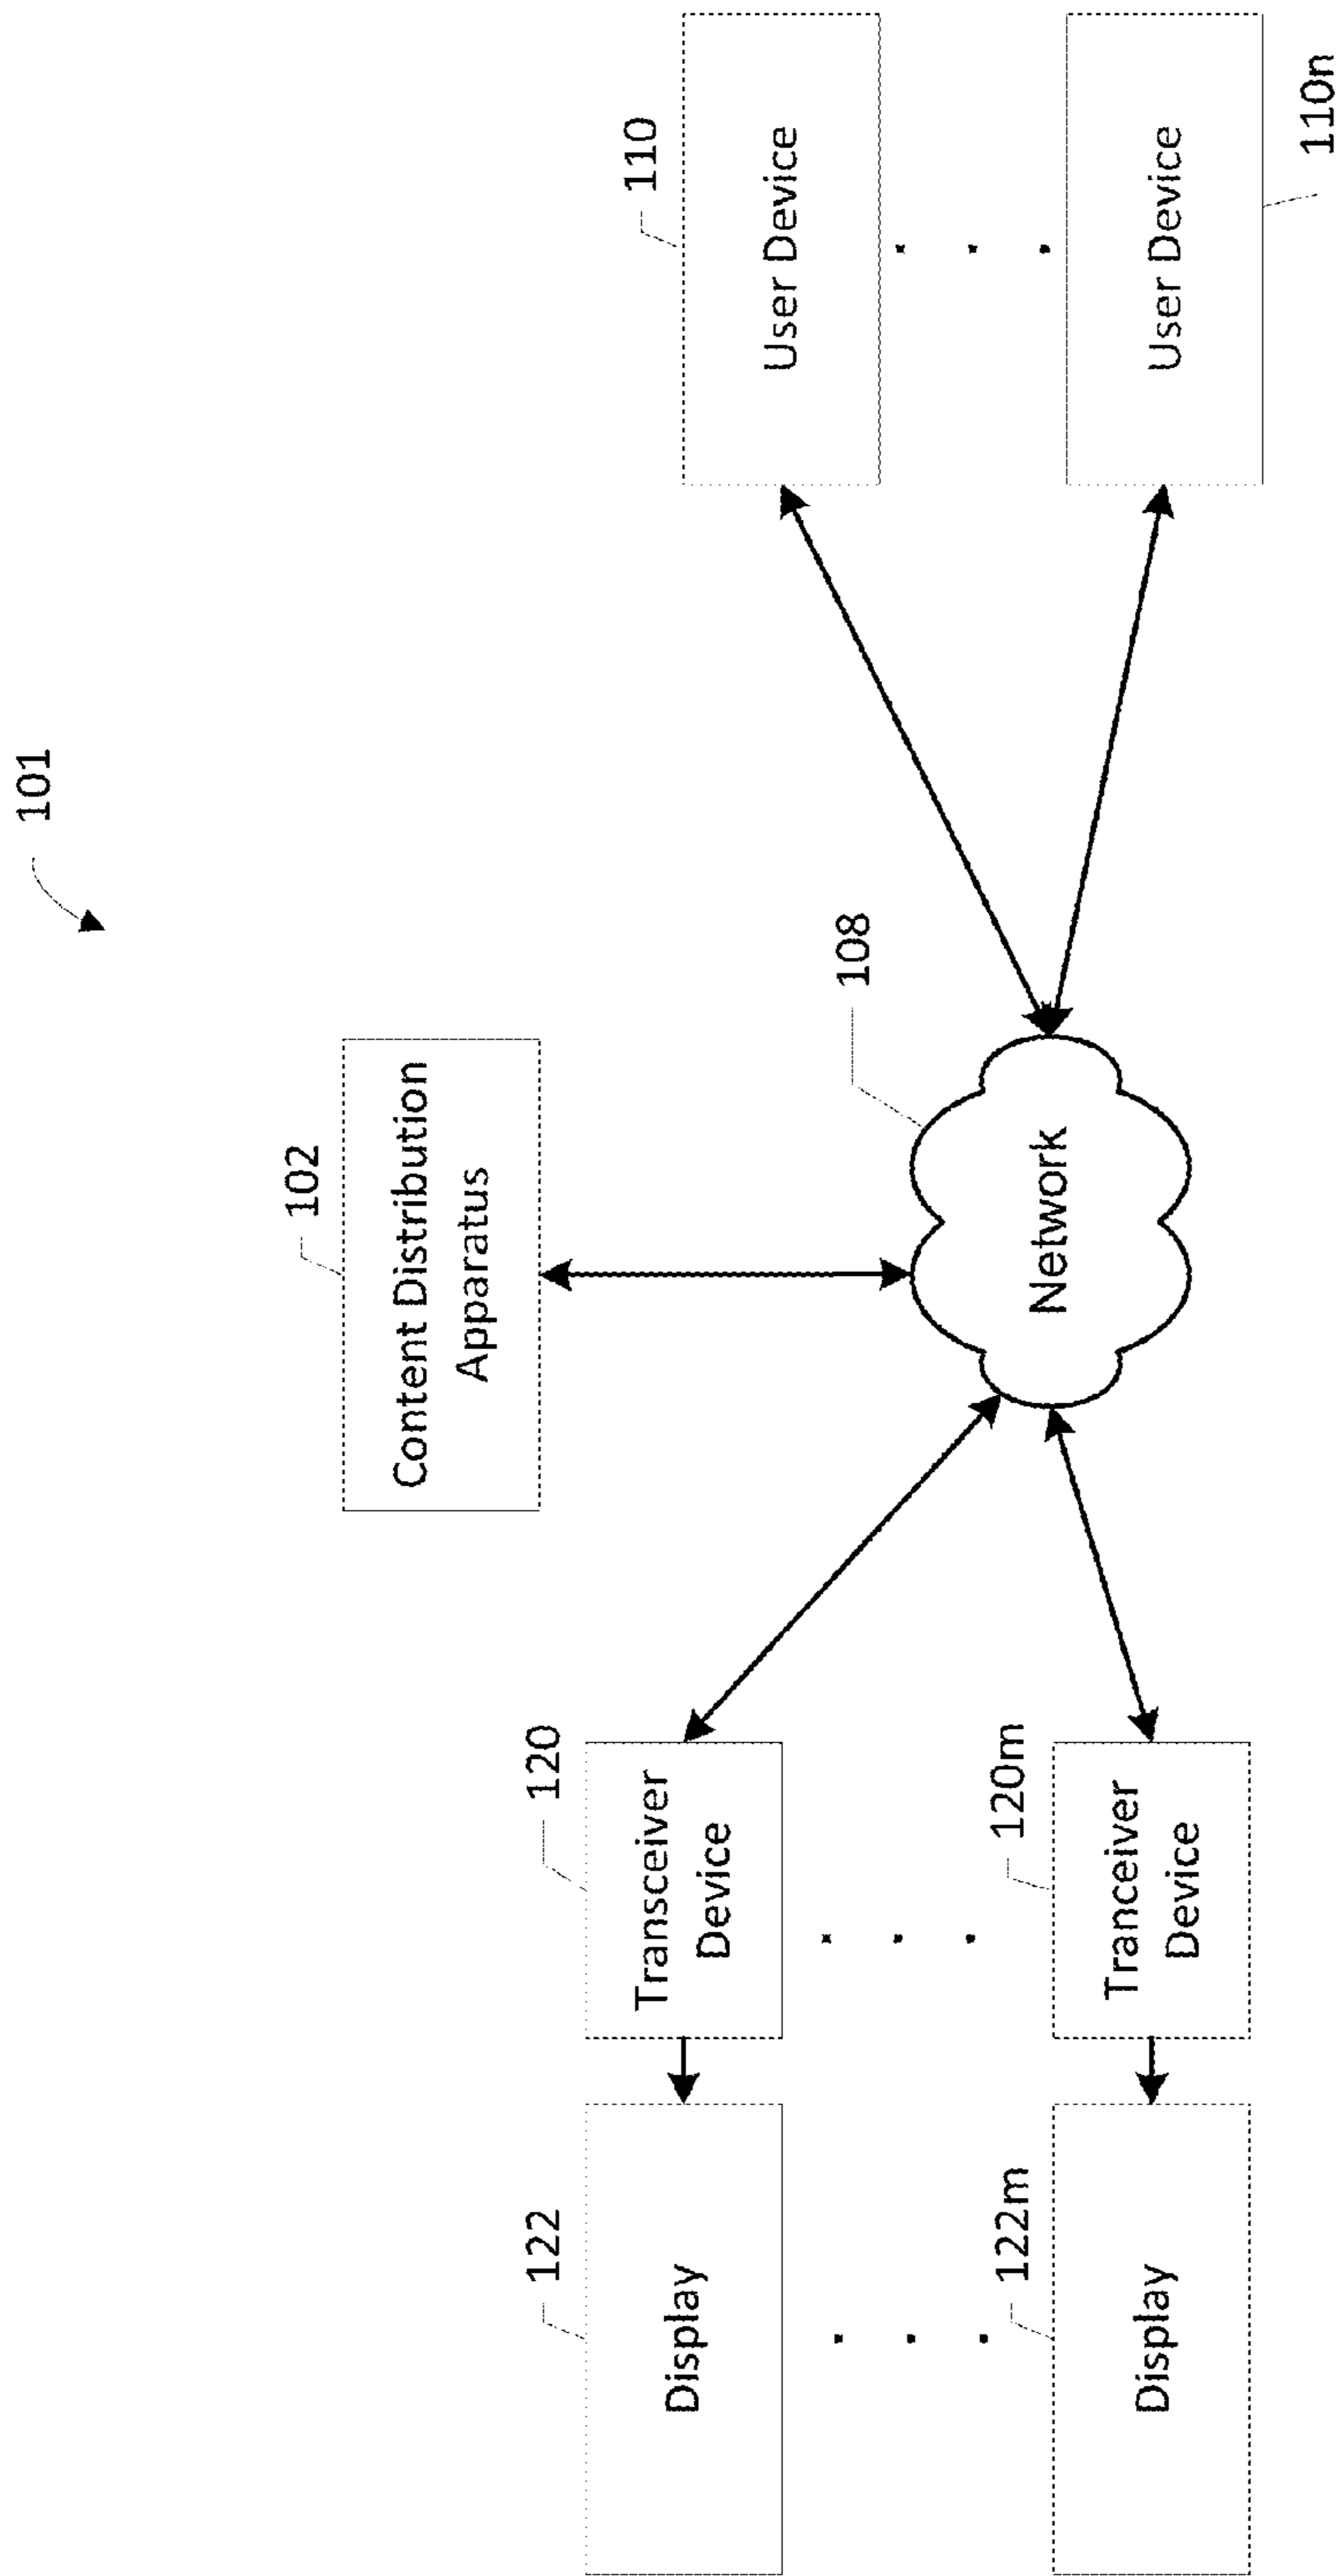 101
102
Content Distribution
Apparatus
122
120
110
Display
Transceiver
Device
User Device
108
Network
122m
120m
Display
Tranceiver
Device
User Device
110n